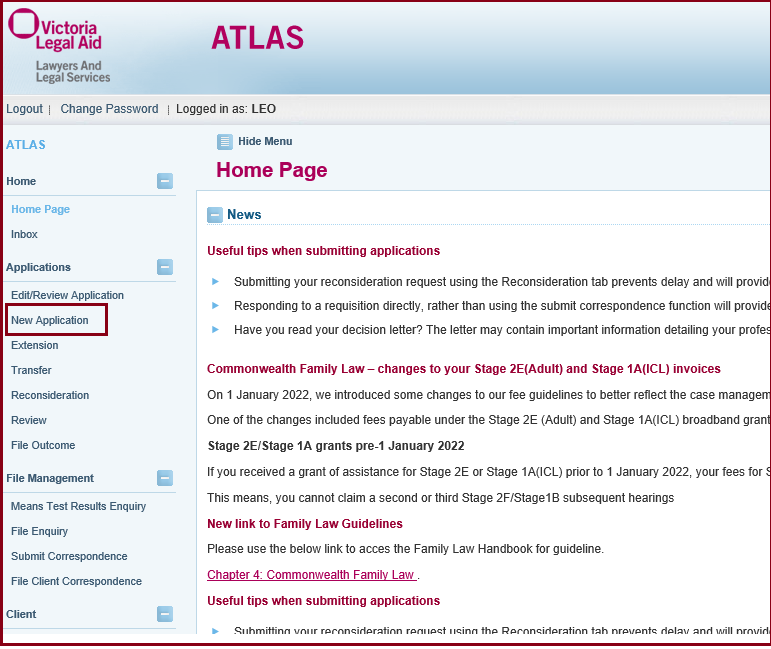 Victoria
Legal Aid
Lawyers And
Legal Services
ATLAS
Logout | Change Password | Logged in as: LEO
ATLAS
Home
Home Page
Inbox
Applications
Edit/Review Application
New Application
Extension
Transfer
Reconsideration
Review
File Outcome
File Management
Means Test Results Enquiry
File Enquiry
Submit Correspondence
File Client Correspondence
Client
Hide Menu
Home Page
News
Useful tips when submitting applications
Submitting your reconsideration request using the Reconsideration tab prevents delay and will provid
Responding to a requisition directly, rather than using the submit correspondence function will provide
Have you read your decision letter? The letter may contain important information detailing your profes
Commonwealth Family Law – changes to your Stage 2E(Adult) and Stage 1A(ICL) invoices
On 1 January 2022, we introduced some changes to our fee guidelines to better reflect the case managem
One of the changes included fees payable under the Stage 2E (Adult) and Stage 1A(ICL) broadband grant
Stage 2E/Stage 1A grants pre-1 January 2022
If you received a grant of assistance for Stage 2E or Stage 1A(ICL) prior to 1 January 2022, your fees for S
This means, you cannot claim a second or third Stage 2F/Stage1B subsequent hearings
New link to Family Law Guidelines
Please use the below link to acces the Family Law Handbook for guideline.
Chapter 4: Commonwealth Family Law .
Useful tips when submitting applications
Submitting your reconsideration request using the Reconsideration tab prevents delay and will provid